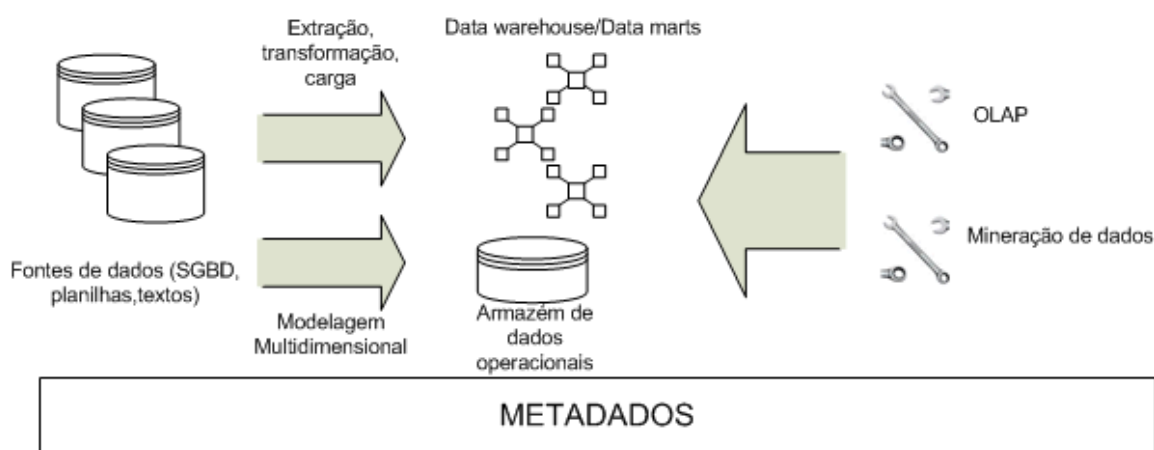 Extração,
transformação,
carga
Data warehouse/Data marts
OLAP
Mineração de dados
Fontes de dados (SGBD,
planilhas,textos)
Modelagem
Multidimensional
Armazém de
dados
operacionais
METADADOS